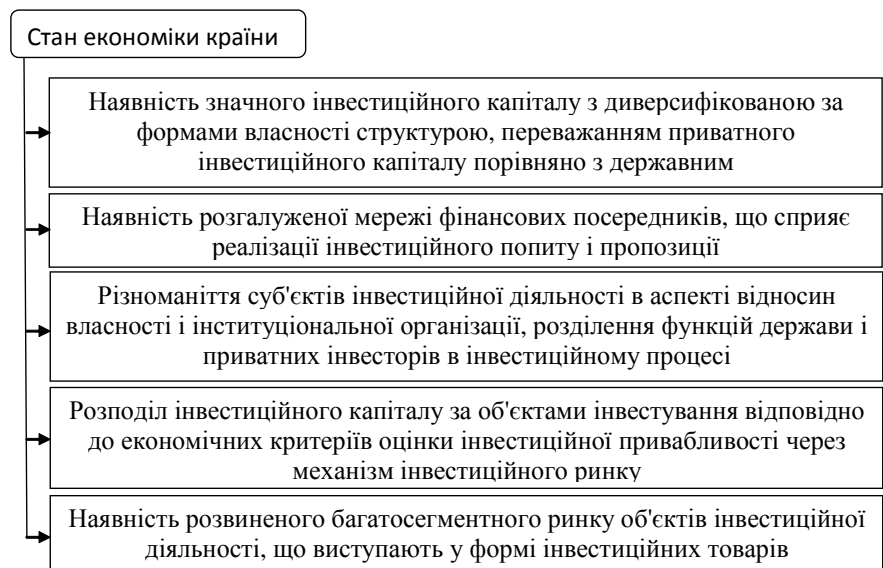 Стан економіки країни
Наявність значного інвестиційного капіталу з диверсифікованою за
формами власності структурою, переважанням приватного
інвестиційного капіталу порівняно з державним
Наявність розгалуженої мережі фінансових посередників, що сприяє
реалізації інвестиційного попиту і пропозиції
Різноманіття суб'єктів інвестиційної діяльності в аспекті відносин
власності і інституціональної організації, розділення функцій держави і
приватних інвесторів в інвестиційному процесі
Розподіл інвестиційного капіталу за об'єктами інвестування відповідно
до економічних критеріїв оцінки інвестиційної привабливості через
механізм інвестиційного ринку
Наявність розвиненого багатосегментного ринку об'єктів інвестиційної
діяльності, що виступають у формі інвестиційних товарів